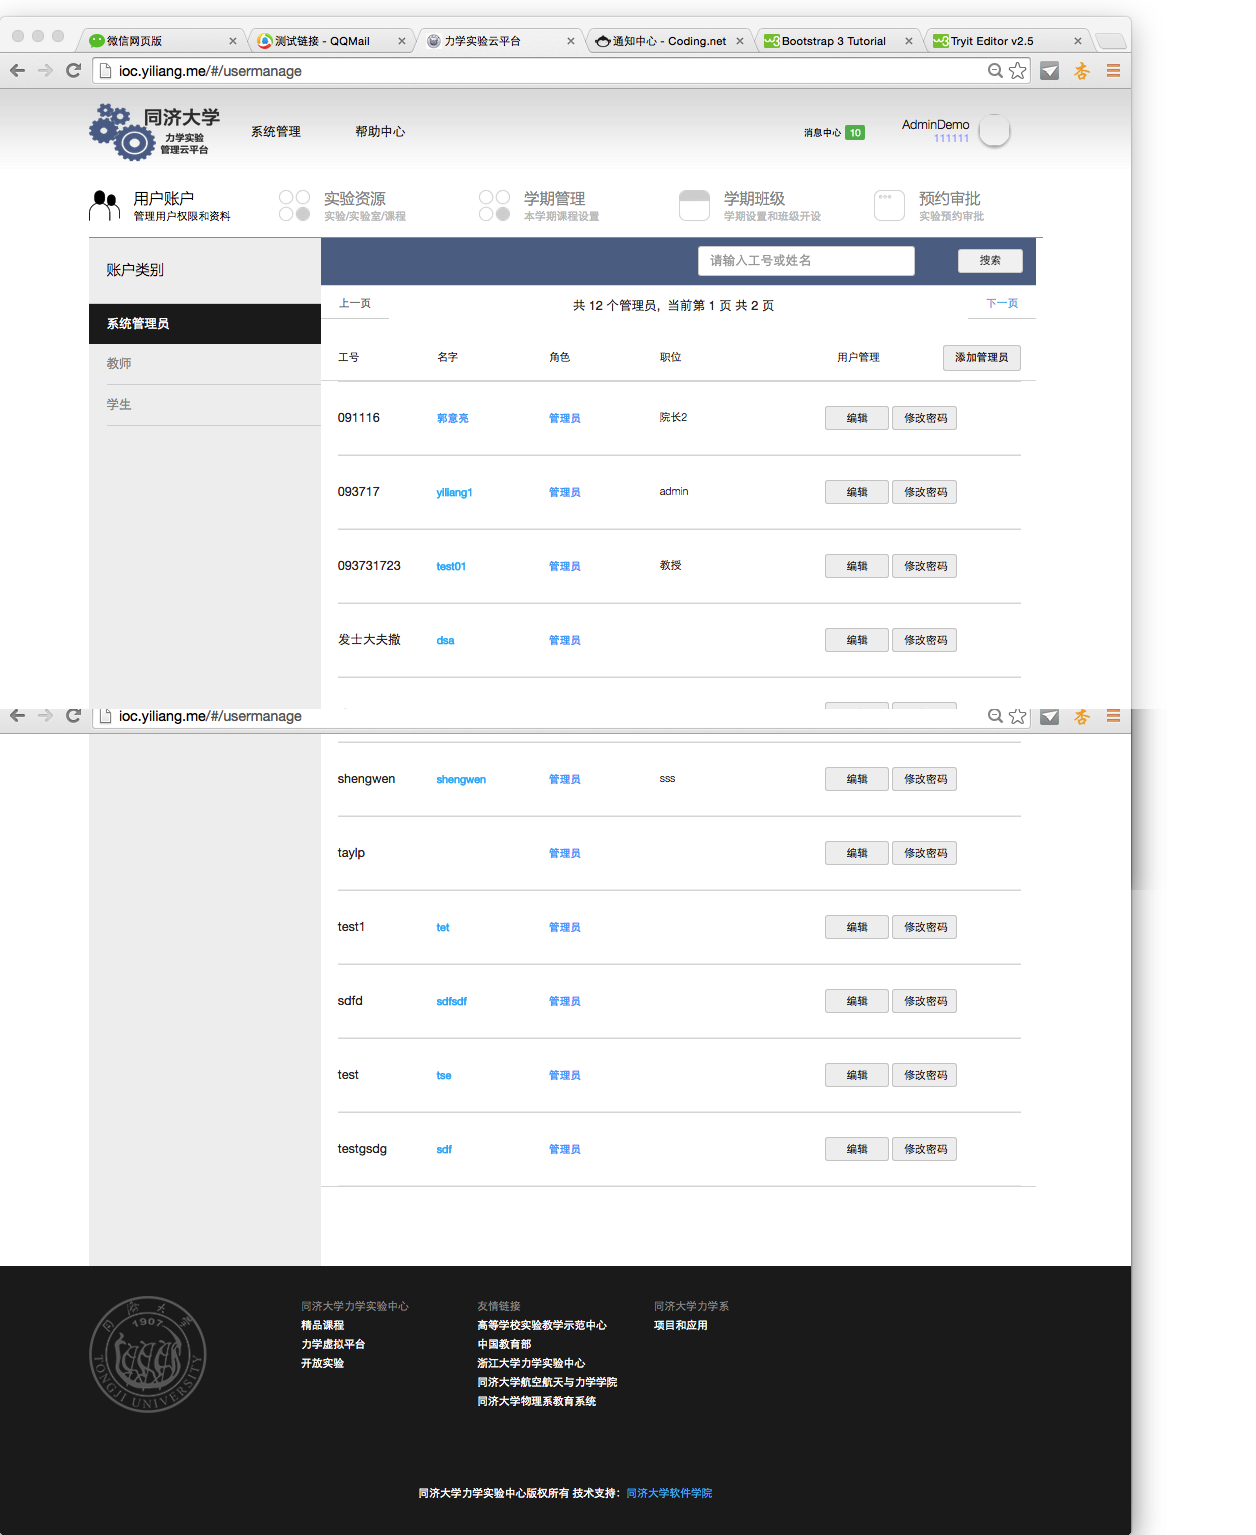 微信网页版
测试链接 - QQMail
力学实验云平台
通知中心 - Coding.net
Bootstrap 3 Tutorial
Tryit Editor v2.5
ioc.yiliang.me/#/usermanage
同济大学
力学实验
管理云平台
系统管理
帮助中心
消息中心 10
AdminDemo
111111
用户账户
管理用户权限和资料
实验资源
实验/实验室/课程
学期管理
本学期课程设置
学期班级
学期设置和班级开设
预约审批
实验预约审批
账户类别
请输入工号或姓名
搜索
系统管理员
教师
学生
上一页
共 12 个管理员，当前第 1 页 共 2 页
下一页
工号 名字 角色 职位 用户管理 添加管理员
091116 郭意亮 管理员 院长2 编辑 修改密码
093717 yiliang1 管理员 admin 编辑 修改密码
093731723 test01 管理员 教授 编辑 修改密码
发士大夫撤 dsa 管理员 编辑 修改密码
ioc.yiliang.me/#/usermanage
shengwen shengwen 管理员 sss 编辑 修改密码
taylp 管理员 编辑 修改密码
test1 tet 管理员 编辑 修改密码
sdfd sdfsdf 管理员 编辑 修改密码
test tse 管理员 编辑 修改密码
testgsdg sdf 管理员 编辑 修改密码
同济大学
1907
TONGJI UNIVERSITY
同济大学力学实验中心
精品课程
力学虚拟平台
开放实验
友情链接
高等学校实验教学示范中心
中国教育部
浙江大学力学实验中心
同济大学航空航天与力学学院
同济大学物理系教育系统
同济大学力学系
项目和应用
同济大学力学实验中心版权所有 技术支持：同济大学软件学院